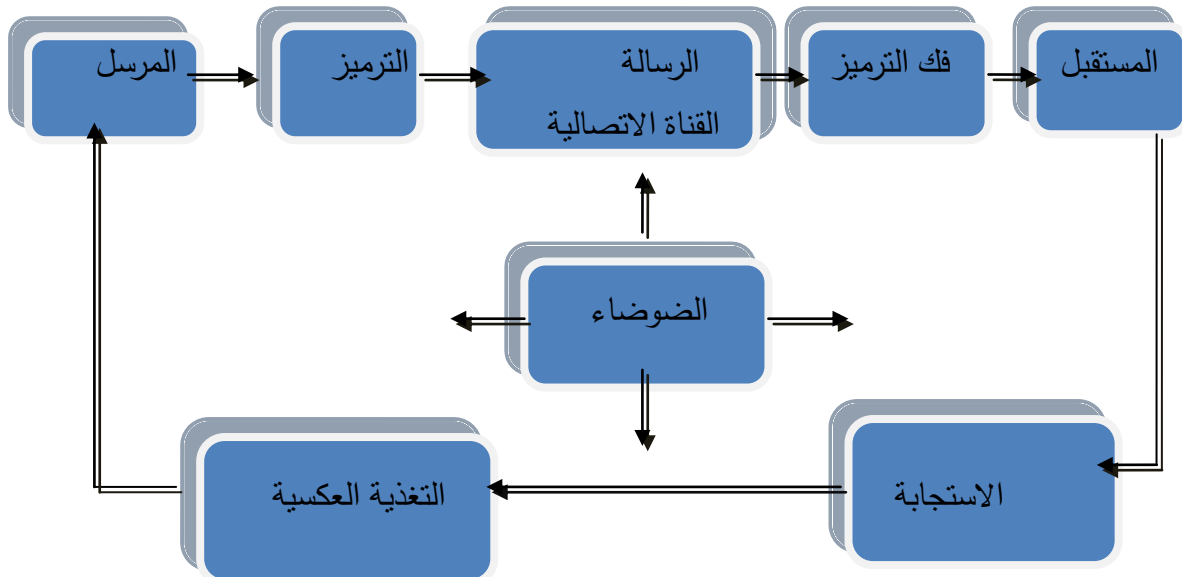 المرسل
الترميز
الرسالة
القناة الاتصالية
فك الترميز
المستقبل
الضوضاء
الاستجابة
التغذية العكسية